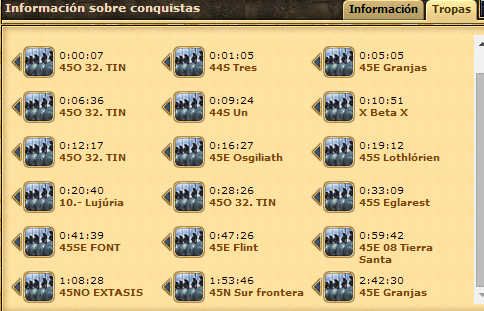 Información sobre conquistas
Información
Tropas
0:00:07
45O 32. TIN
0:01:05
44S Tres
0:05:05
45E Granjas
0:06:36
45O 32. TIN
0:09:24
44S Un
0:10:51
X Beta X
0:12:17
45O 32. TIN
0:16:27
45E Osgiliath
0:19:12
45S Lothlórien
0:20:40
10.- Lujúria
0:28:26
45O 32. TIN
0:33:09
45S Eglarest
0:41:39
45SE FONT
0:47:26
45E Flint
0:59:42
45E 08 Tierra
Santa
1:08:28
45NO EXTASIS
1:53:46
45N Sur frontera
2:42:30
45E Granjas